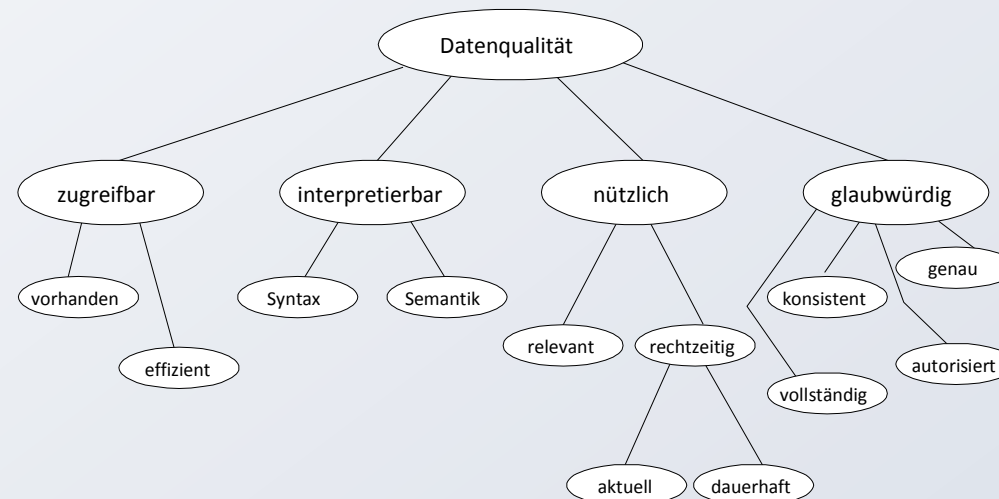 Datenqualität
zugreifbar
interpretierbar
nützlich
glaubwürdig
vorhanden
effizient
Syntax
Semantik
relevant
rechtzeitig
aktuell
dauerhaft
konsistent
genau
vollständig
autorisiert